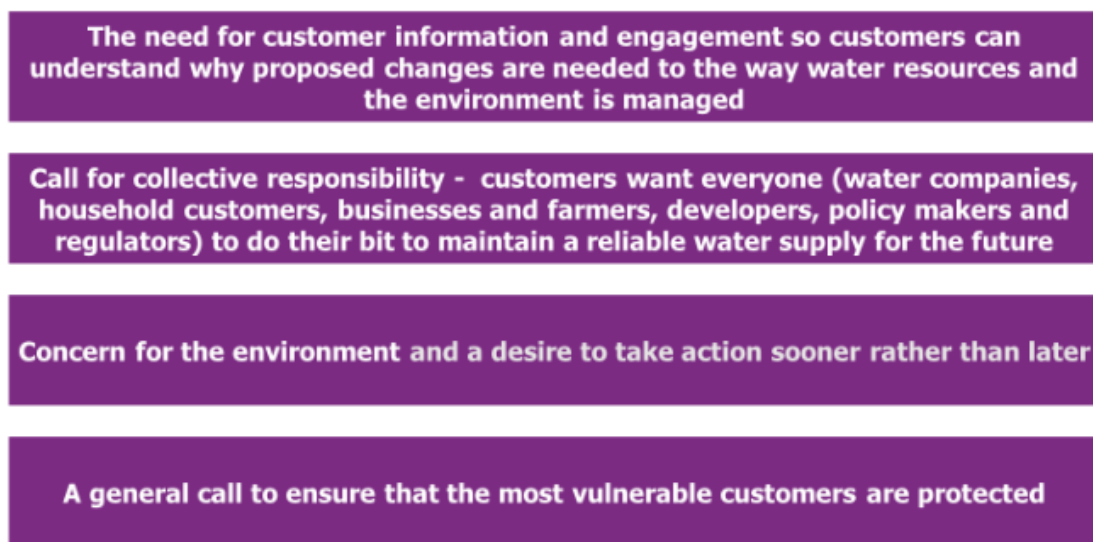 The need for customer information and engagement so customers can
understand why proposed changes are needed to the way water resources and
the environment is managed
Call for collective responsibility -  customers want everyone (water companies,
household customers, businesses and farmers, developers, policy makers and
regulators) to do their bit to maintain a reliable water supply for the future
Concern for the environment and a desire to take action sooner rather than later
A general call to ensure that the most vulnerable customers are protected